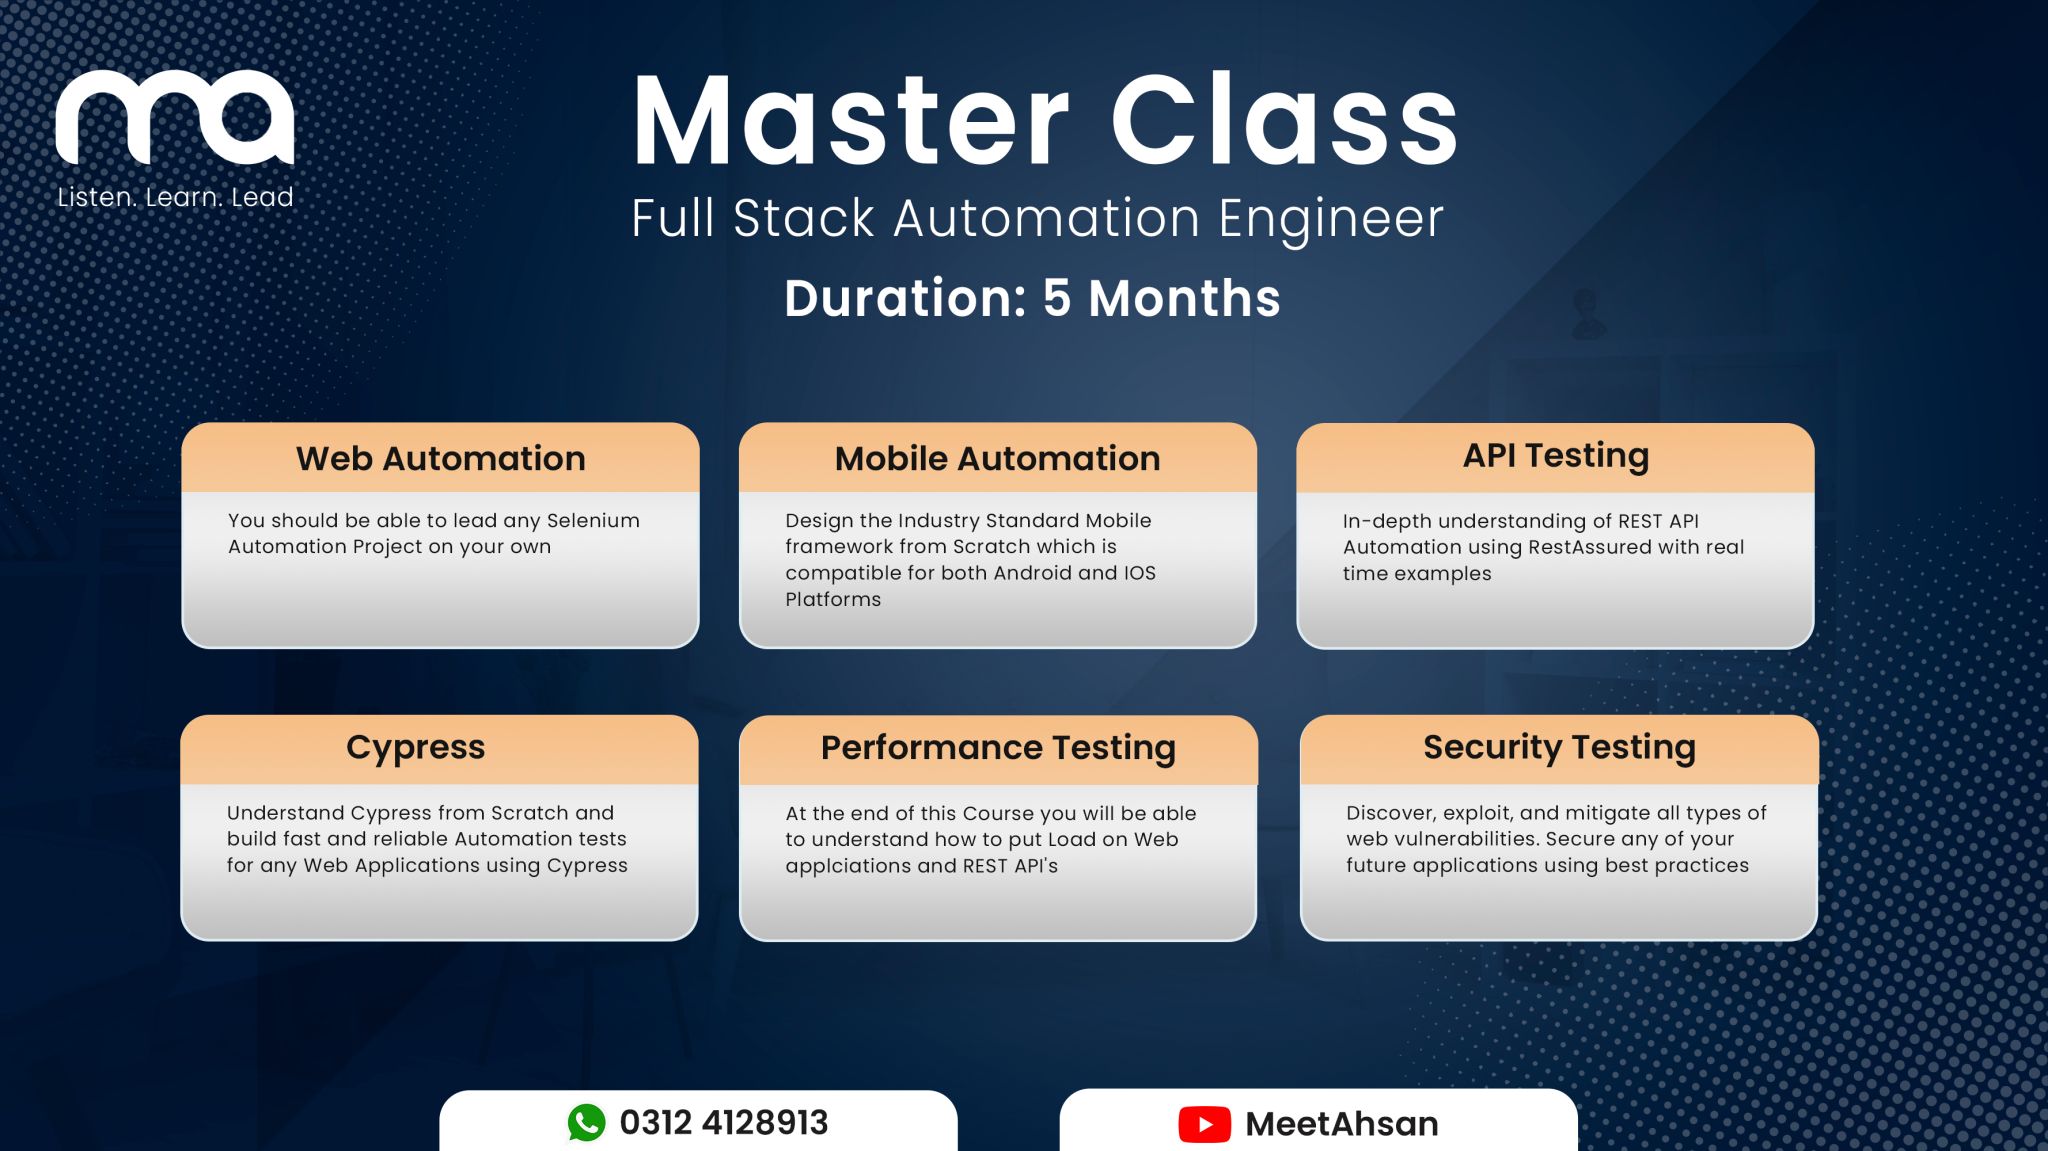 ma
Listen. Learn. Lead
Master Class
Full Stack Automation Engineer
Duration: 5 Months
Web Automation
You should be able to lead any Selenium
Automation Project on your own
Mobile Automation
Design the Industry Standard Mobile
framework from Scratch which is
compatible for both Android and IOS
Platforms
API Testing
In-depth understanding of REST API
Automation using RestAssured with real
time examples
Cypress
Understand Cypress from Scratch and
build fast and reliable Automation tests
for any Web Applications using Cypress
Performance Testing
At the end of this Course you will be able
to understand how to put Load on Web
applciations and REST API's
Security Testing
Discover, exploit, and mitigate all types of
web vulnerabilities. Secure any of your
future applications using best practices
0312 4128913
MeetAhsan